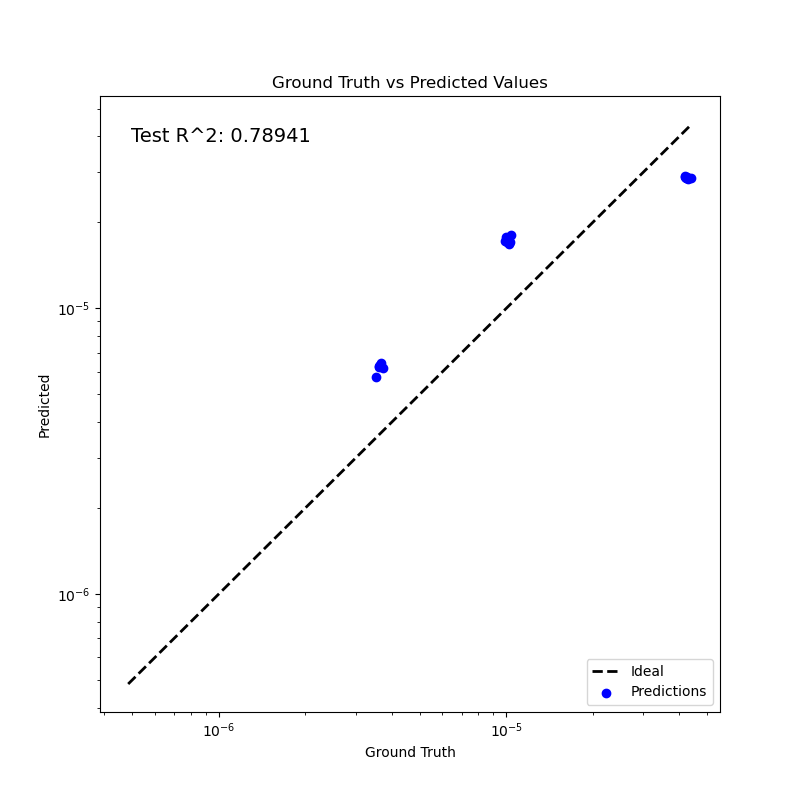 Ground Truth vs Predicted Values
Test R^2: 0.78941
10⁻⁵
10⁻⁶
Predicted
10⁻⁶
10⁻⁵
Ground Truth
Ideal
Predictions